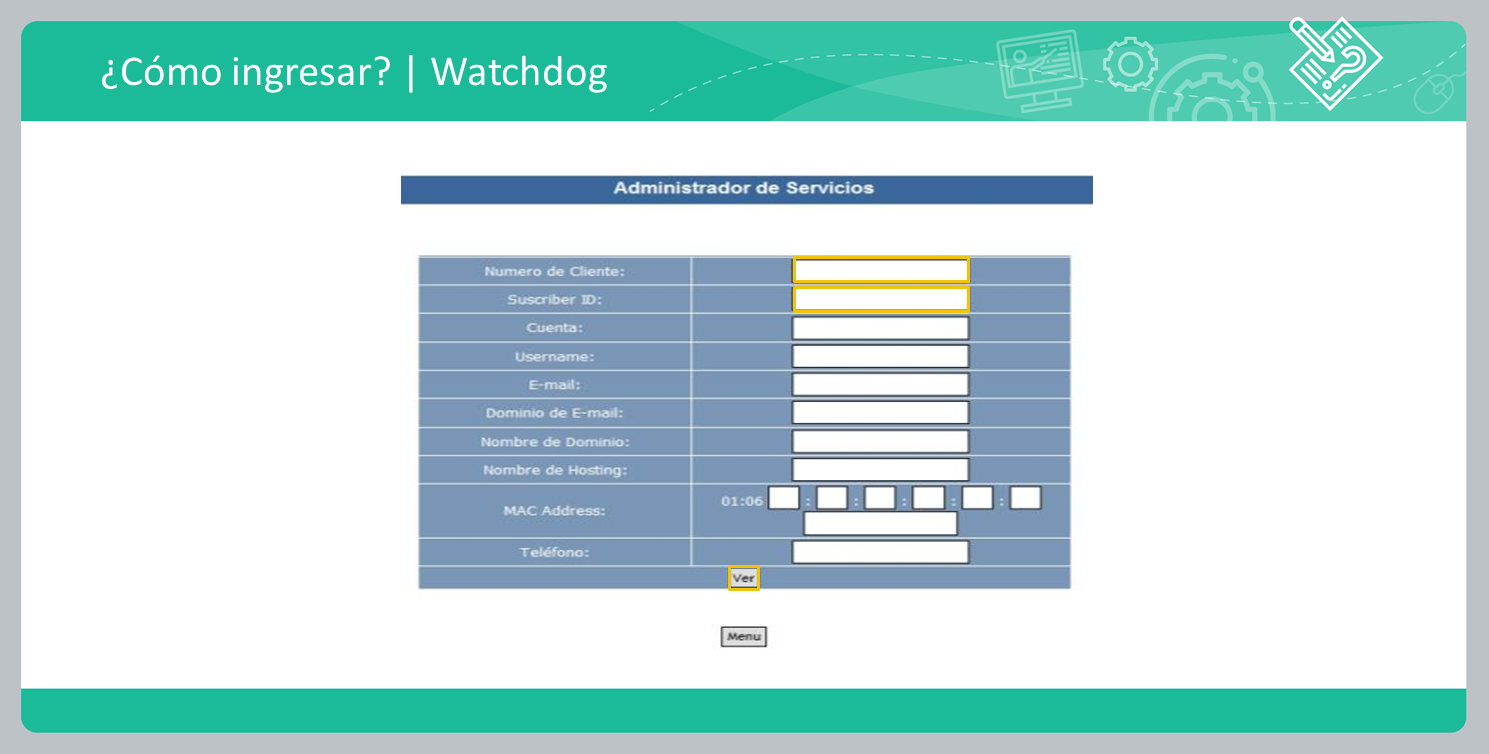 ¿Cómo ingresar? | Watchdog
Administrador de Servicios
Numero de Cliente:
Suscriber ID:
Cuenta:
Username:
E-mail:
Dominio de E-mail:
Nombre de Dominio:
Nombre de Hosting:
MAC Address: 01:06 : : : : :
Teléfono:
Ver
Menu